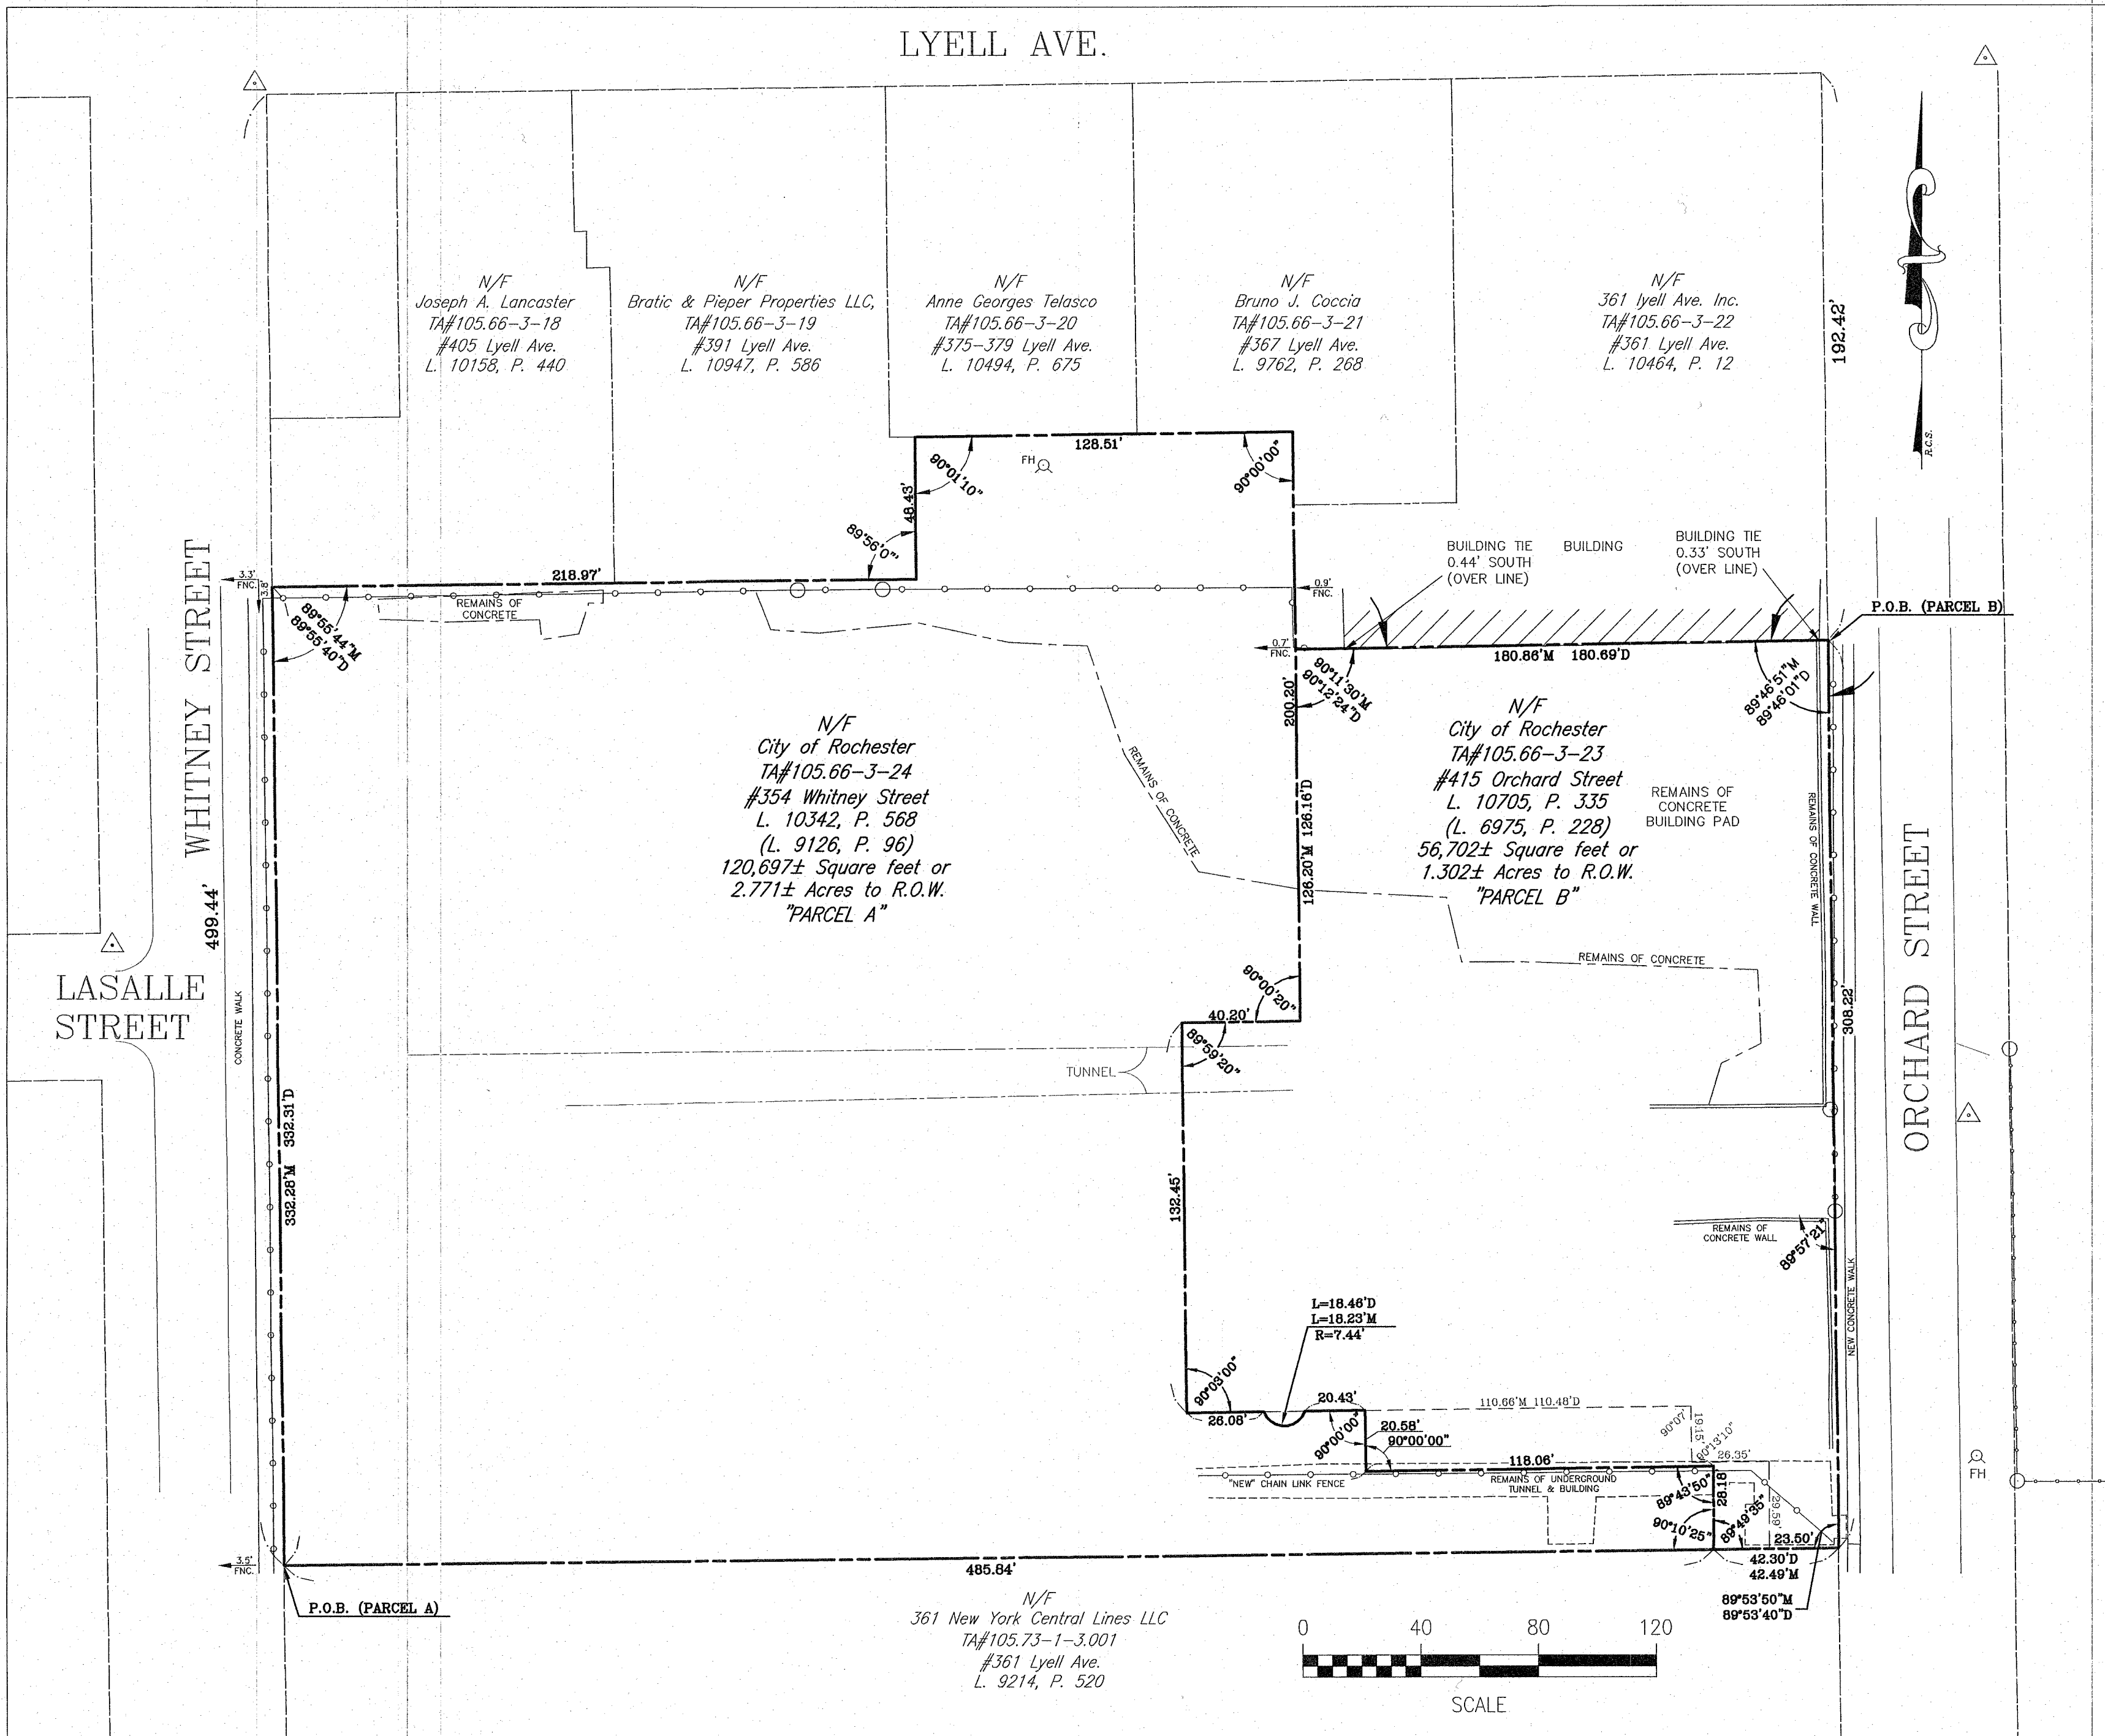 LYELL AVE.
N/F
Joseph A. Lancaster
TA#105.66-3-18
#405 Lyell Ave.
L. 10158, P. 440
N/F
Bratic & Pieper Properties LLC,
TA#105.66-3-19
#391 Lyell Ave.
L. 10947, P. 586
N/F
Anne Georges Telasco
TA#105.66-3-20
#375-379 Lyell Ave.
L. 10494, P. 675
N/F
Bruno J. Coccia
TA#105.66-3-21
#367 Lyell Ave.
L. 9762, P. 268
N/F
361 lyell Ave. Inc.
TA#105.66-3-22
#361 Lyell Ave.
L. 10464, P. 12
192.42'
R.C.S.
128.51'
FH
90°01'10"
90°00'00"
48.43'
89°56'0"
WHITNEY STREET
3.3'
FNC.
3.8'
218.97'
REMAINS OF
CONCRETE
89°55'44"M
89°55'40"D
BUILDING TIE
0.44' SOUTH
(OVER LINE)
BUILDING
BUILDING TIE
0.33' SOUTH
(OVER LINE)
0.9'
FNC.
P.O.B. (PARCEL B)
0.7'
FNC.
180.86'M 180.69'D
90°11'30"M
90°12'24"D
89°46'51"M
89°46'01"D
200.20'
N/F
City of Rochester
TA#105.66-3-24
#354 Whitney Street
L. 10342, P. 568
(L. 9126, P. 96)
120,697± Square feet or
2.771± Acres to R.O.W.
"PARCEL A"
REMAINS OF CONCRETE
126.20'M 126.16'D
N/F
City of Rochester
TA#105.66-3-23
#415 Orchard Street
L. 10705, P. 335
(L. 6975, P. 228)
56,702± Square feet or
1.302± Acres to R.O.W.
"PARCEL B"
REMAINS OF
CONCRETE
BUILDING PAD
REMAINS OF CONCRETE WALL
ORCHARD STREET
499.44'
LASALLE
STREET
CONCRETE WALK
REMAINS OF CONCRETE
90°00'20"
40.20'
89°59'20"
308.22'
TUNNEL
332.28'M 332.31'D
132.45'
REMAINS OF
CONCRETE WALL
89°57'21"
NEW CONCRETE WALK
L=18.46'D
L=18.23'M
R=7.44'
90°03'00"
26.08'
20.43'
90°00'00"
20.58'
90°00'00"
110.66'M 110.48'D
90°07'
19.15'
90°13'10"
26.35'
118.06'
"NEW" CHAIN LINK FENCE
REMAINS OF UNDERGROUND
TUNNEL & BUILDING
89°43'50"
28.18'
90°10'25"
89°49'35"
29.59'
23.50'
42.30'D
42.49'M
89°53'50"M
89°53'40"D
FH
3.5'
FNC.
485.84'
P.O.B. (PARCEL A)
N/F
361 New York Central Lines LLC
TA#105.73-1-3.001
#361 Lyell Ave.
L. 9214, P. 520
0 40 80 120
SCALE